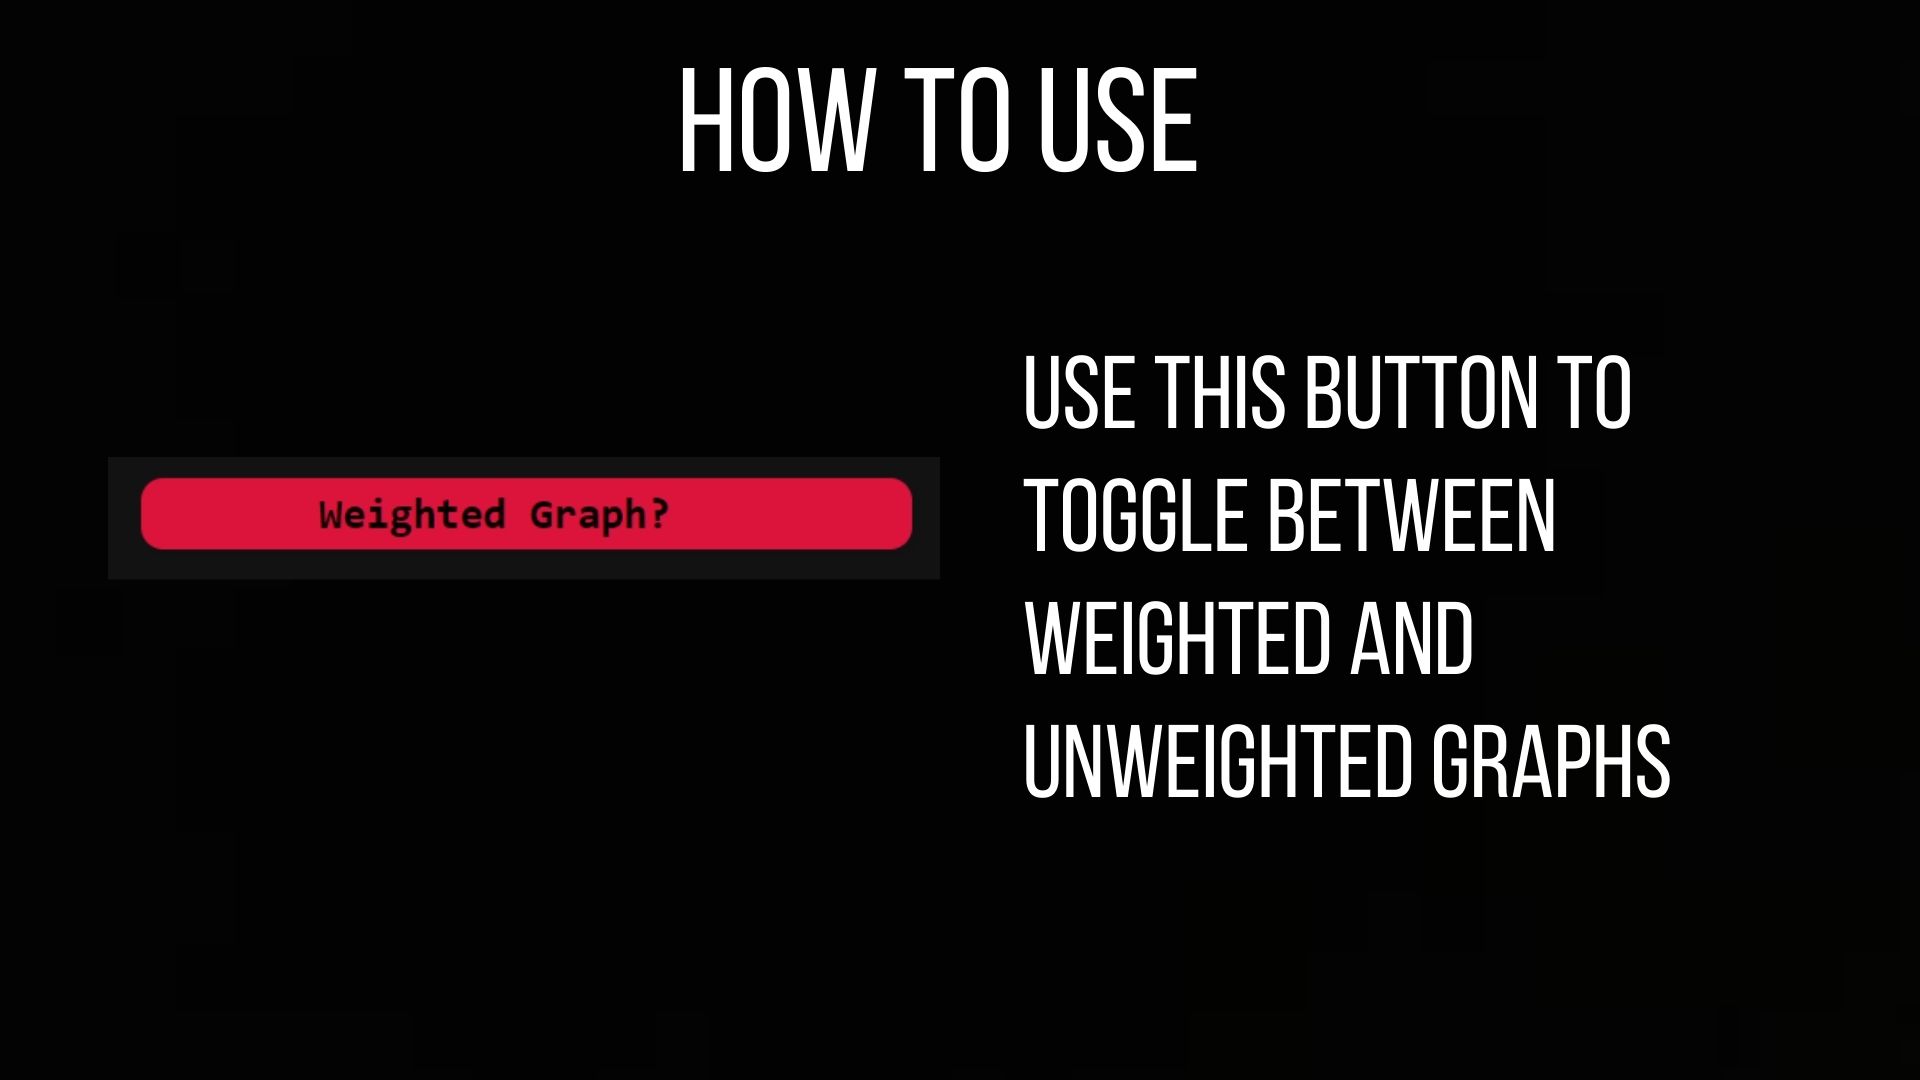 HOW TO USE
Weighted Graph?
USE THIS BUTTON TO
TOGGLE BETWEEN
WEIGHTED AND
UNWEIGHTED GRAPHS